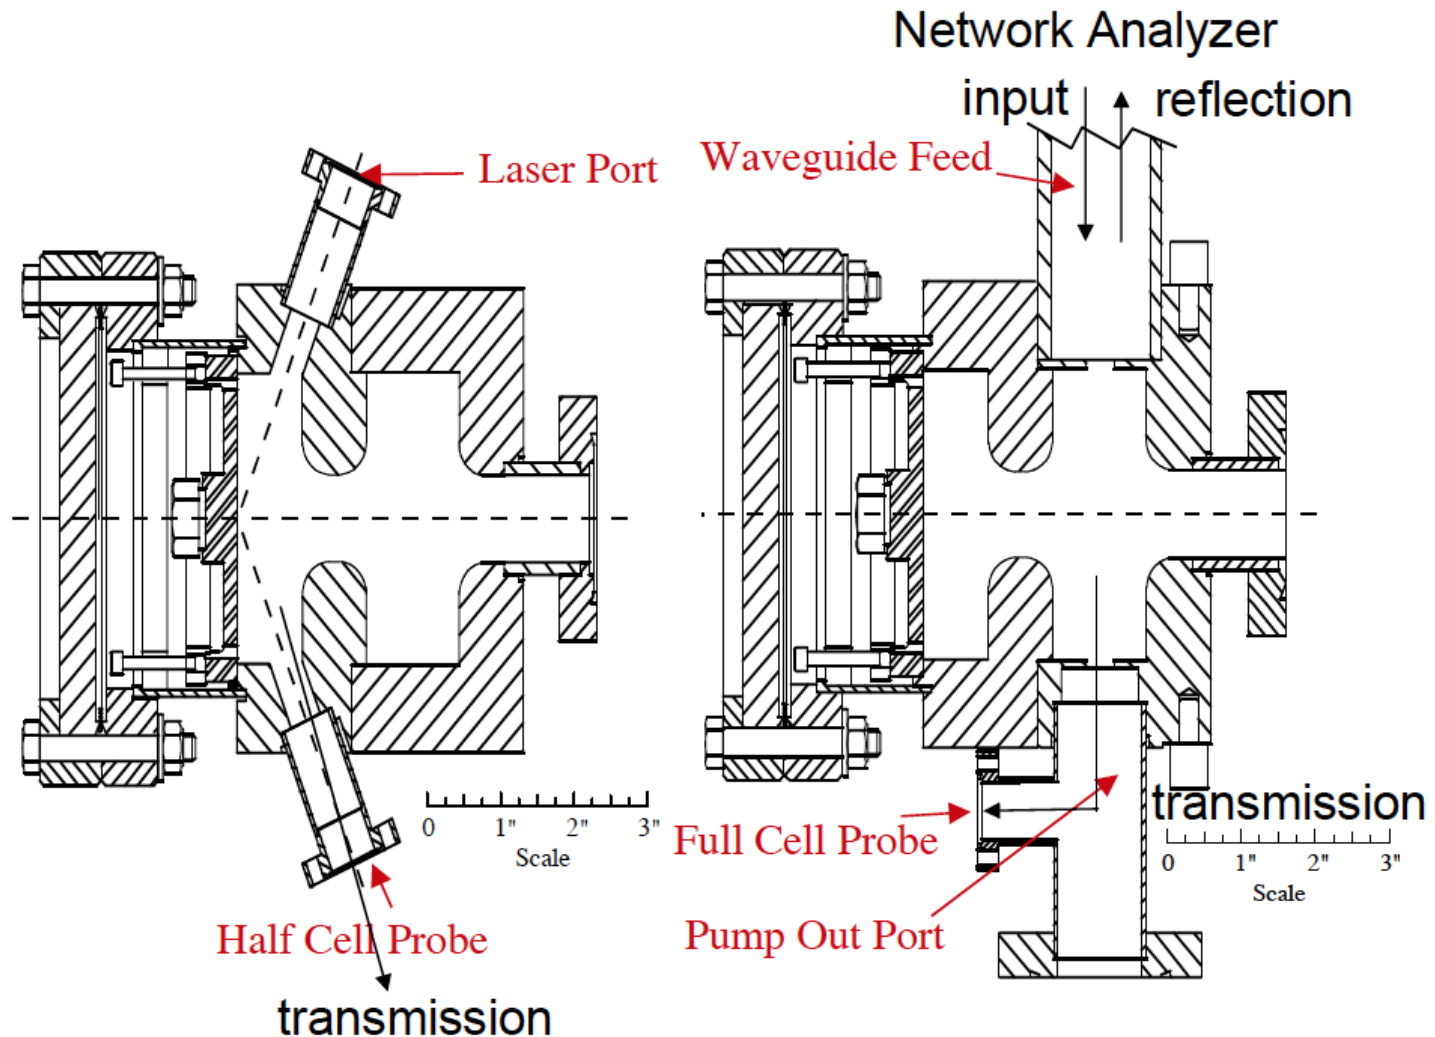 Network Analyzer
input reflection
Waveguide Feed
Laser Port
0 1" 2" 3"
Scale
transmission
Full Cell Probe
0 1" 2" 3"
Scale
Pump Out Port
Half Cell Probe
transmission